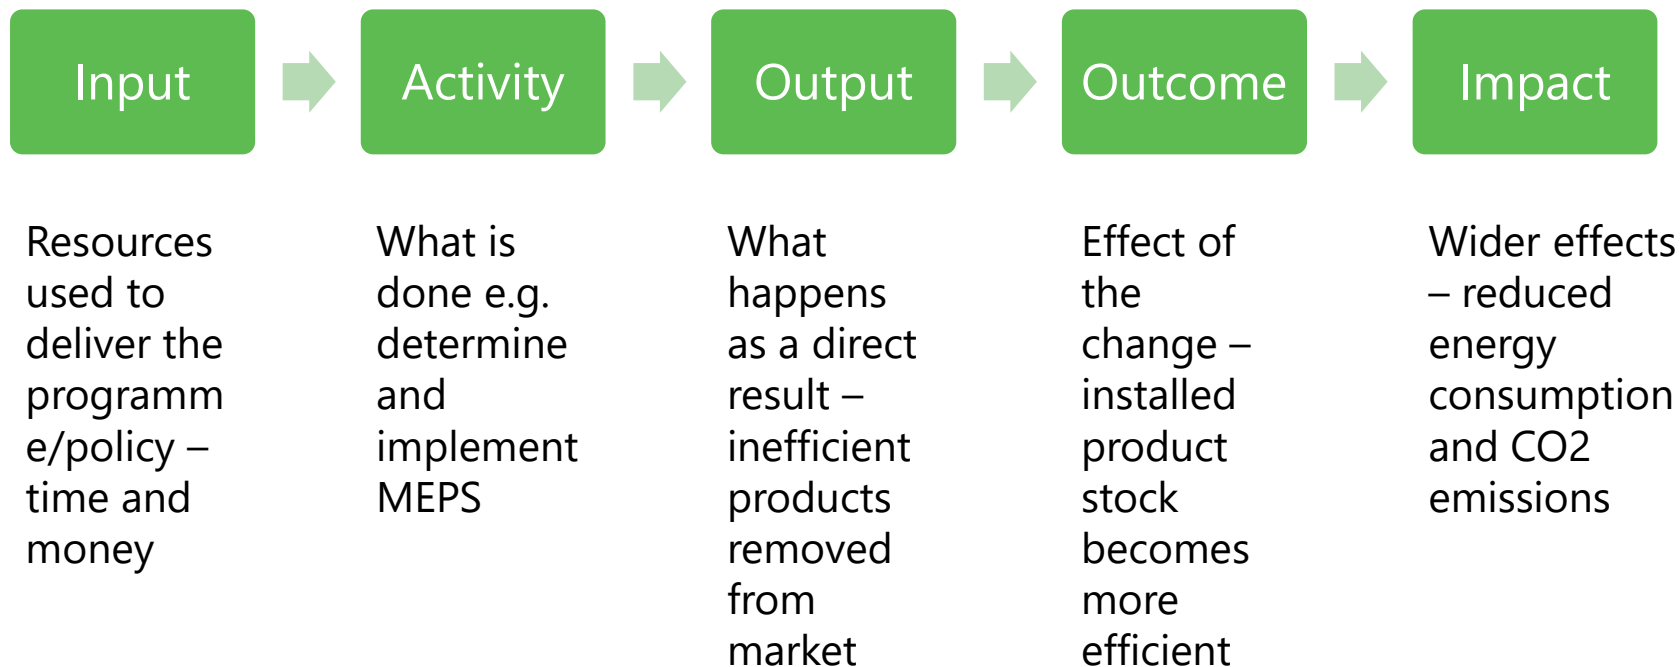 Input
Activity
Output
Outcome
Impact
Resources
used to
deliver the
programm
e/policy –
time and
money
What is
done e.g.
determine
and
implement
MEPS
What
happens
as a direct
result –
inefficient
products
removed
from
market
Effect of
the
change –
installed
product
stock
becomes
more
efficient
Wider effects
– reduced
energy
consumption
and CO2
emissions